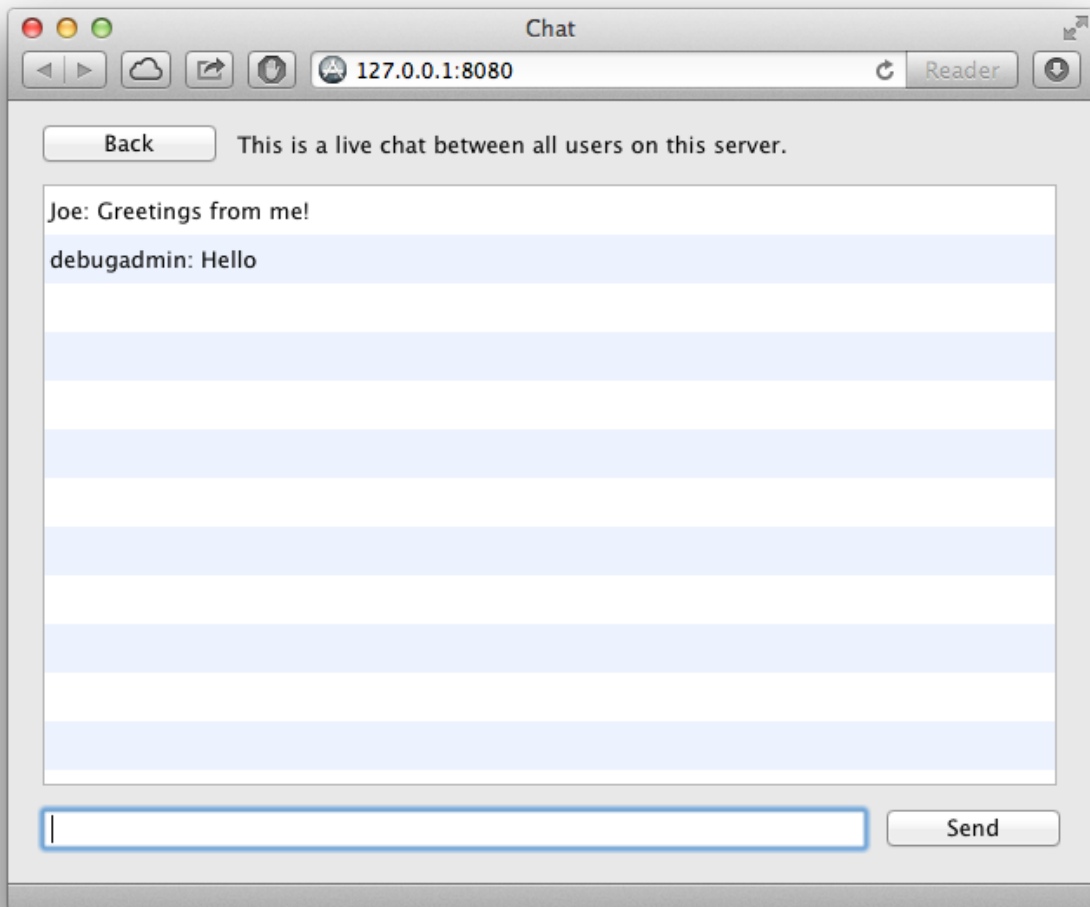 Chat
127.0.0.1:8080
Reader
Back
This is a live chat between all users on this server.
Joe: Greetings from me!
debugadmin: Hello
Send